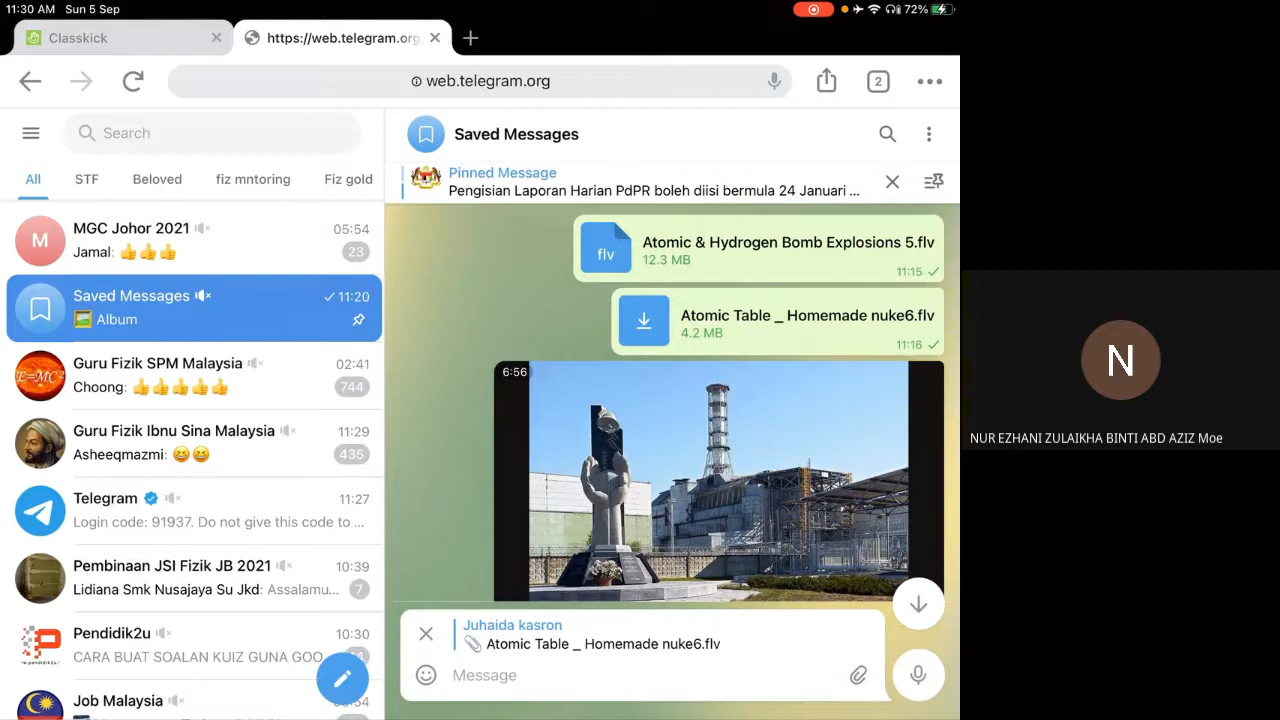 11:30 AM Sun 5 Sep
72%
Classkick
https://web.telegram.org
2
web.telegram.org
Search
All STF Beloved fiz mntoring Fiz gold
M
MGC Johor 2021 05:54
Jamal: 👍👍👍 23
Saved Messages 11:20
Album
E=MC²
Guru Fizik SPM Malaysia 02:41
Choong: 👍👍👍👍👍 744
Guru Fizik Ibnu Sina Malaysia 11:29
Asheeqmazmi: 😆😆 435
Telegram 11:27
Login code: 91937. Do not give this code to ...
Pembinaan JSI Fizik JB 2021 10:39
Lidiana Smk Nusajaya Su Jkd: Assalamu... 7
Pendidik2u 10:30
CARA BUAT SOALAN KUIZ GUNA GOO
Job Malaysia
Saved Messages
Pinned Message
Pengisian Laporan Harian PdPR boleh diisi bermula 24 Januari ...
flv
Atomic & Hydrogen Bomb Explosions 5.flv
12.3 MB
11:15
Atomic Table _ Homemade nuke6.flv
4.2 MB
11:16
6:56
Juhaida kasron
Atomic Table _ Homemade nuke6.flv
Message
N
NUR EZHANI ZULAIKHA BINTI ABD AZIZ Moe